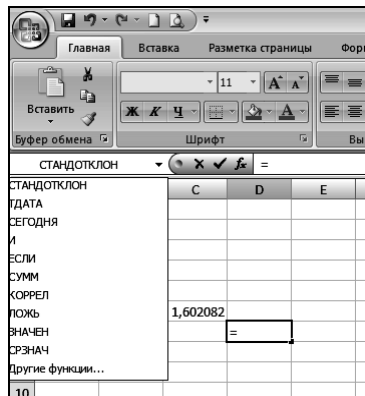 Главная Вставка Разметка страницы Фор
11 A A
Вставить
Ж К Ч A
Буфер обмена Шрифт Вы
СТАНДОТКЛОН fx =
СТАНДОТКЛОН
ТДАТА
СЕГОДНЯ
И
ЕСЛИ
СУММ
КОРРЕЛ
ЛОЖЬ
ЗНАЧЕН
СРЗНАЧ
Другие функции...
C D E
1,602082
=
10